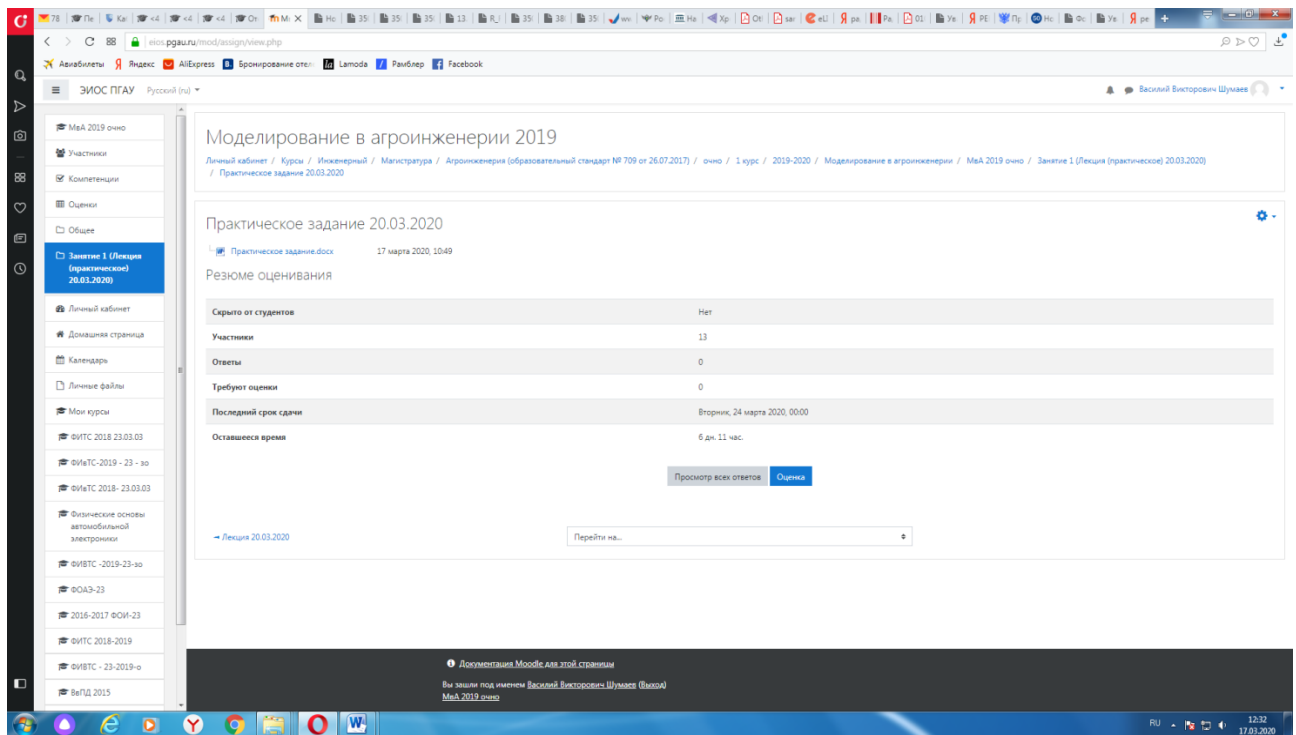 eios.pgau.ru/mod/assign/view.php
Авиабилеты Яндекс AliExpress Бронирование отел Lamoda Рамблер Facebook
ЭИОС ПГАУ Русский (ru)
Василий Викторович Шумаев
МвА 2019 очно
Участники
Компетенции
Оценки
Общее
Занятие 1 (Лекция
(практическое)
20.03.2020)
Личный кабинет
Домашняя страница
Календарь
Личные файлы
Мои курсы
ФИТС 2018 23.03.03
ФИвТС-2019 - 23 - зо
ФИвТС 2018- 23.03.03
Физические основы
автомобильной
электроники
ФИВТС -2019-23-зо
ФОАЭ-23
2016-2017 ФОИ-23
ФИТС 2018-2019
ФИВТС - 23-2019-о
ВвПД 2015
Моделирование в агроинженерии 2019
Личный кабинет / Курсы / Инженерный / Магистратура / Агроинженерия (образовательный стандарт № 709 от 26.07.2017) / очно / 1 курс / 2019-2020 / Моделирование в агроинженерии / МвА 2019 очно / Занятие 1 (Лекция (практическое) 20.03.2020)
/ Практическое задание 20.03.2020
Практическое задание 20.03.2020
Практическое задание.docx 17 марта 2020, 10:49
Резюме оценивания
Скрыто от студентов Нет
Участники 13
Ответы 0
Требуют оценки 0
Последний срок сдачи Вторник, 24 марта 2020, 00:00
Оставшееся время 6 дн. 11 час.
Просмотр всех ответов Оценка
→ Лекция 20.03.2020 Перейти на...
Документация Moodle для этой страницы
Вы зашли под именем Василий Викторович Шумаев (Выход)
МвА 2019 очно
RU 12:32
17.03.2020